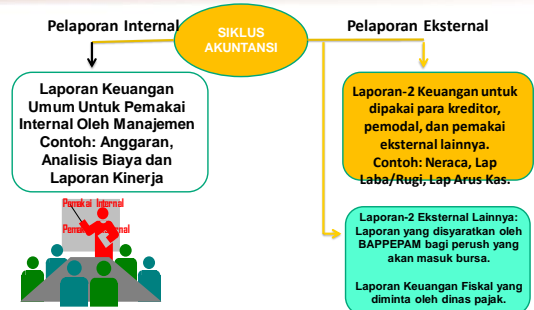 Pelaporan Internal
SIKLUS
AKUNTANSI
Pelaporan Eksternal
Laporan Keuangan
Umum Untuk Pemakai
Internal Oleh Manajemen
Contoh: Anggaran,
Analisis Biaya dan
Laporan Kinerja
Laporan-2 Keuangan untuk
dipakai para kreditor,
pemodal, dan pemakai
eksternal lainnya.
Contoh: Neraca, Lap
Laba/Rugi, Lap Arus Kas.
Pemakai Internal
Laporan-2 Eksternal Lainnya:
Laporan yang disyaratkan oleh
BAPPEPAM bagi perush yang
akan masuk bursa.
Laporan Keuangan Fiskal yang
diminta oleh dinas pajak.